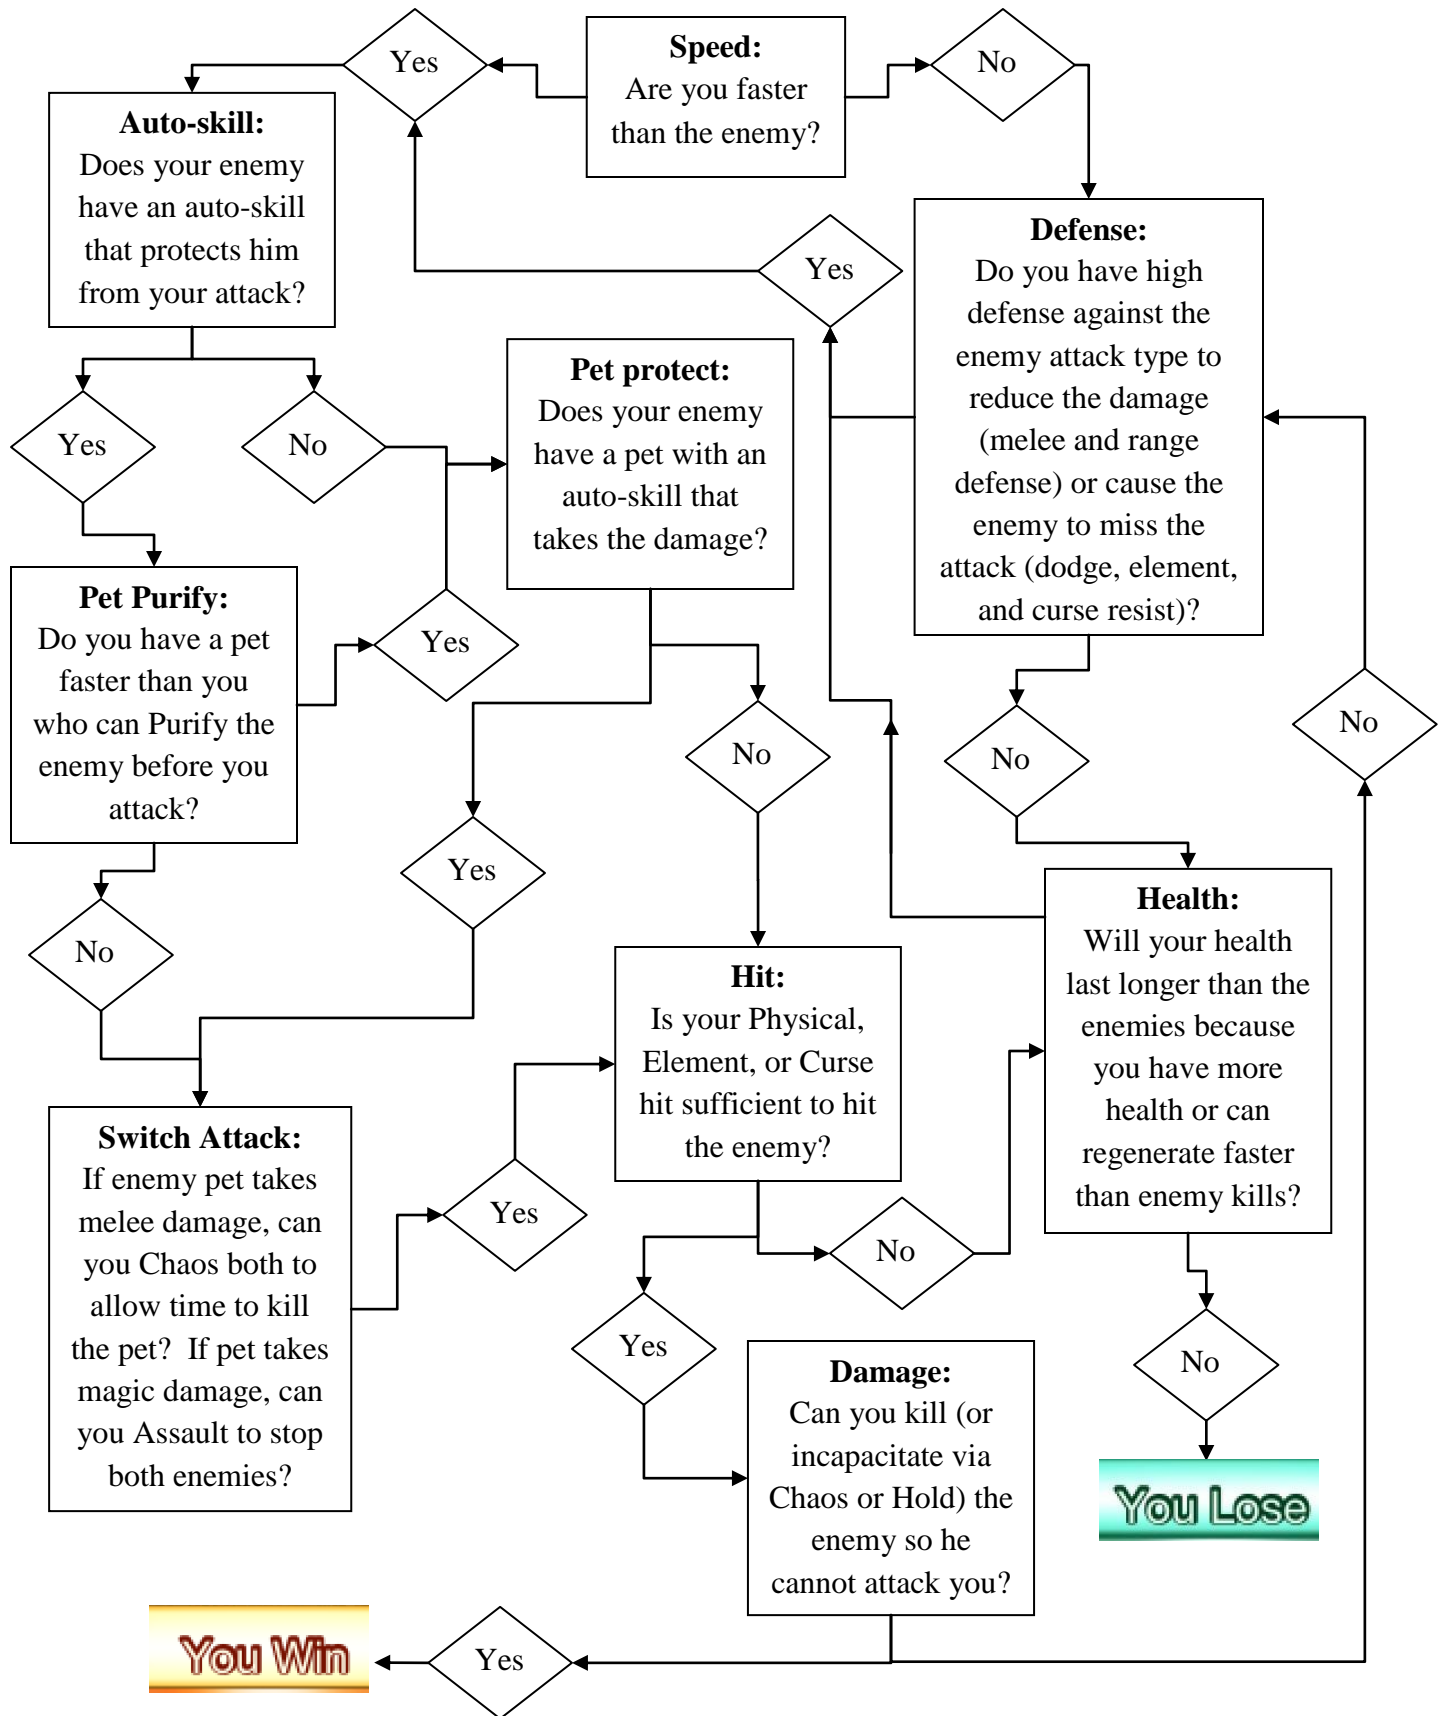 Speed:
Are you faster
than the enemy?
Yes
No
Auto-skill:
Does your enemy
have an auto-skill
that protects him
from your attack?
Defense:
Do you have high
defense against the
enemy attack type to
reduce the damage
(melee and range
defense) or cause the
enemy to miss the
attack (dodge, element,
and curse resist)?
Yes
Yes
No
Pet protect:
Does your enemy
have a pet with an
auto-skill that
takes the damage?
Pet Purify:
Do you have a pet
faster than you
who can Purify the
enemy before you
attack?
Yes
No
No
No
Yes
No
Health:
Will your health
last longer than the
enemies because
you have more
health or can
regenerate faster
than enemy kills?
Hit:
Is your Physical,
Element, or Curse
hit sufficient to hit
the enemy?
Switch Attack:
If enemy pet takes
melee damage, can
you Chaos both to
allow time to kill
the pet?  If pet takes
magic damage, can
you Assault to stop
both enemies?
Yes
No
Yes
No
Damage:
Can you kill (or
incapacitate via
Chaos or Hold) the
enemy so he
cannot attack you?
You Lose
You Win
Yes